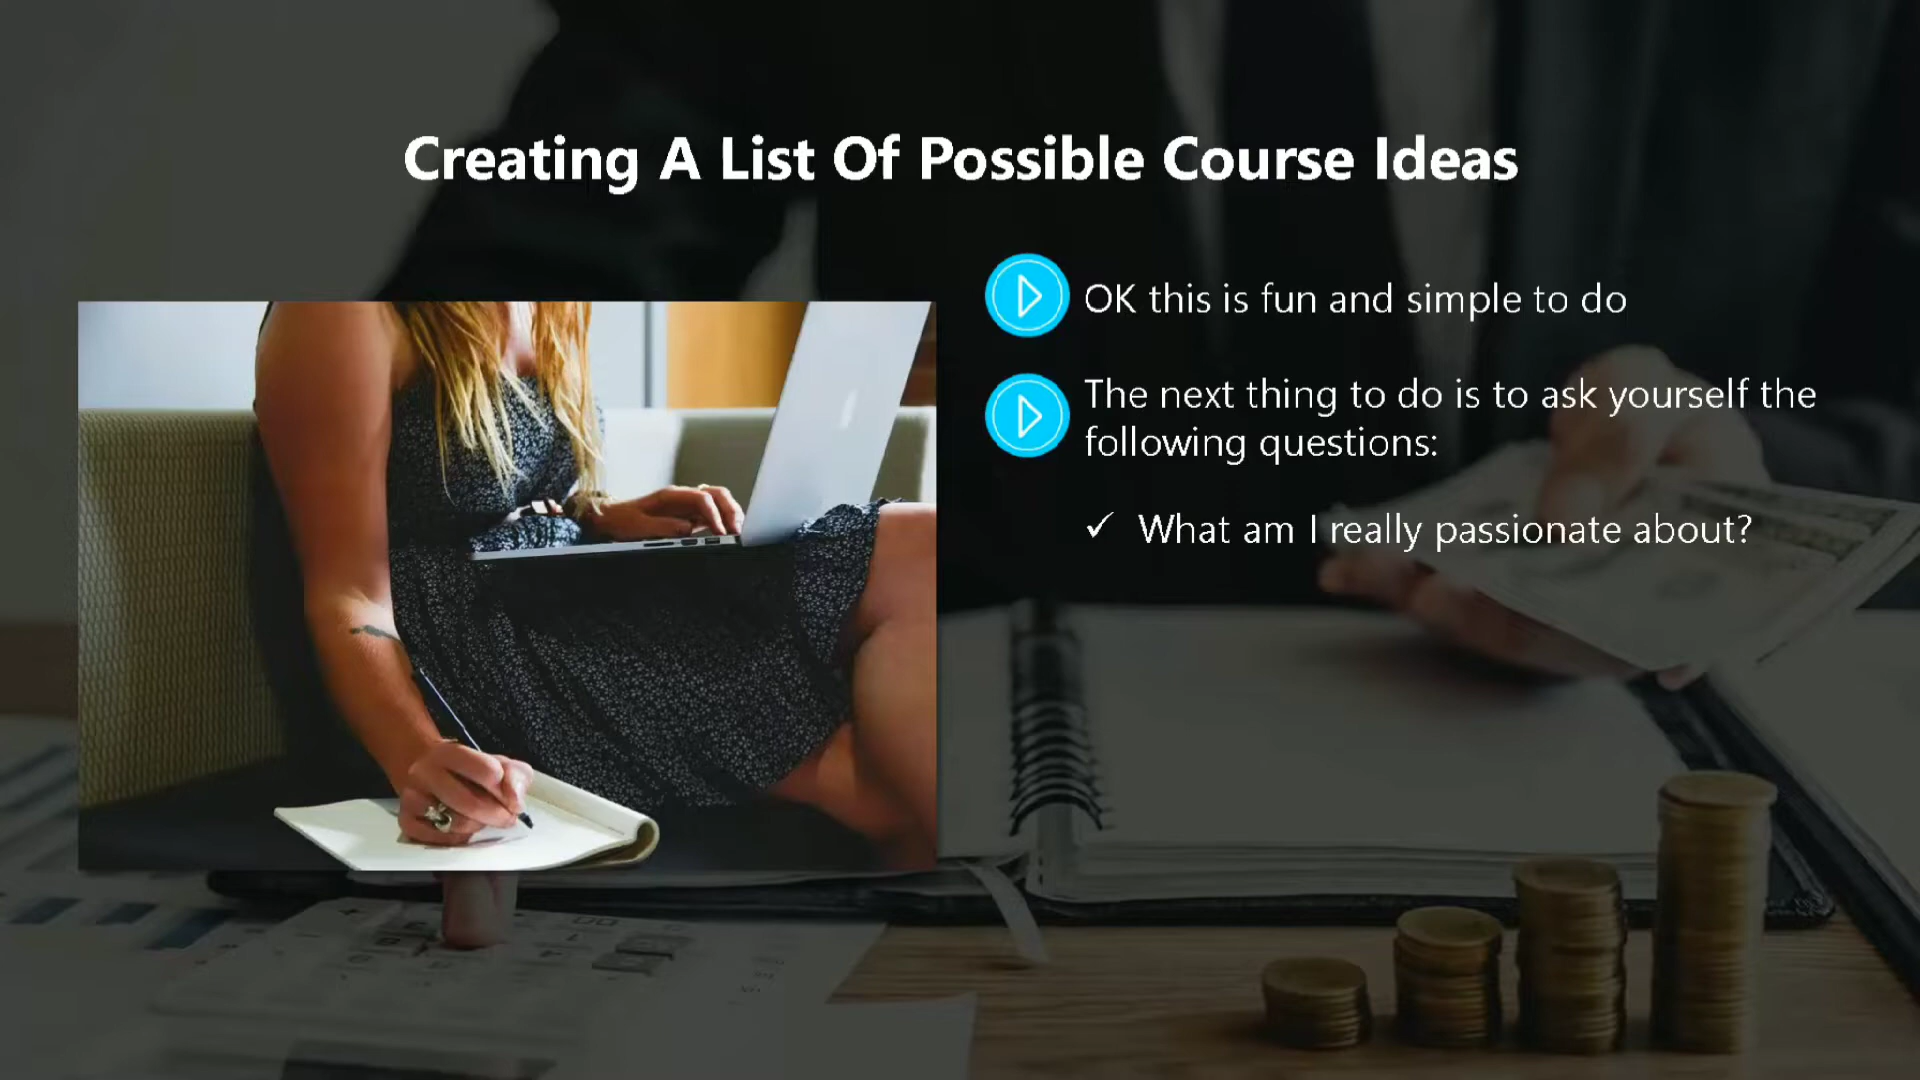 Creating A List Of Possible Course Ideas
OK this is fun and simple to do
The next thing to do is to ask yourself the
following questions:
✓ What am I really passionate about?